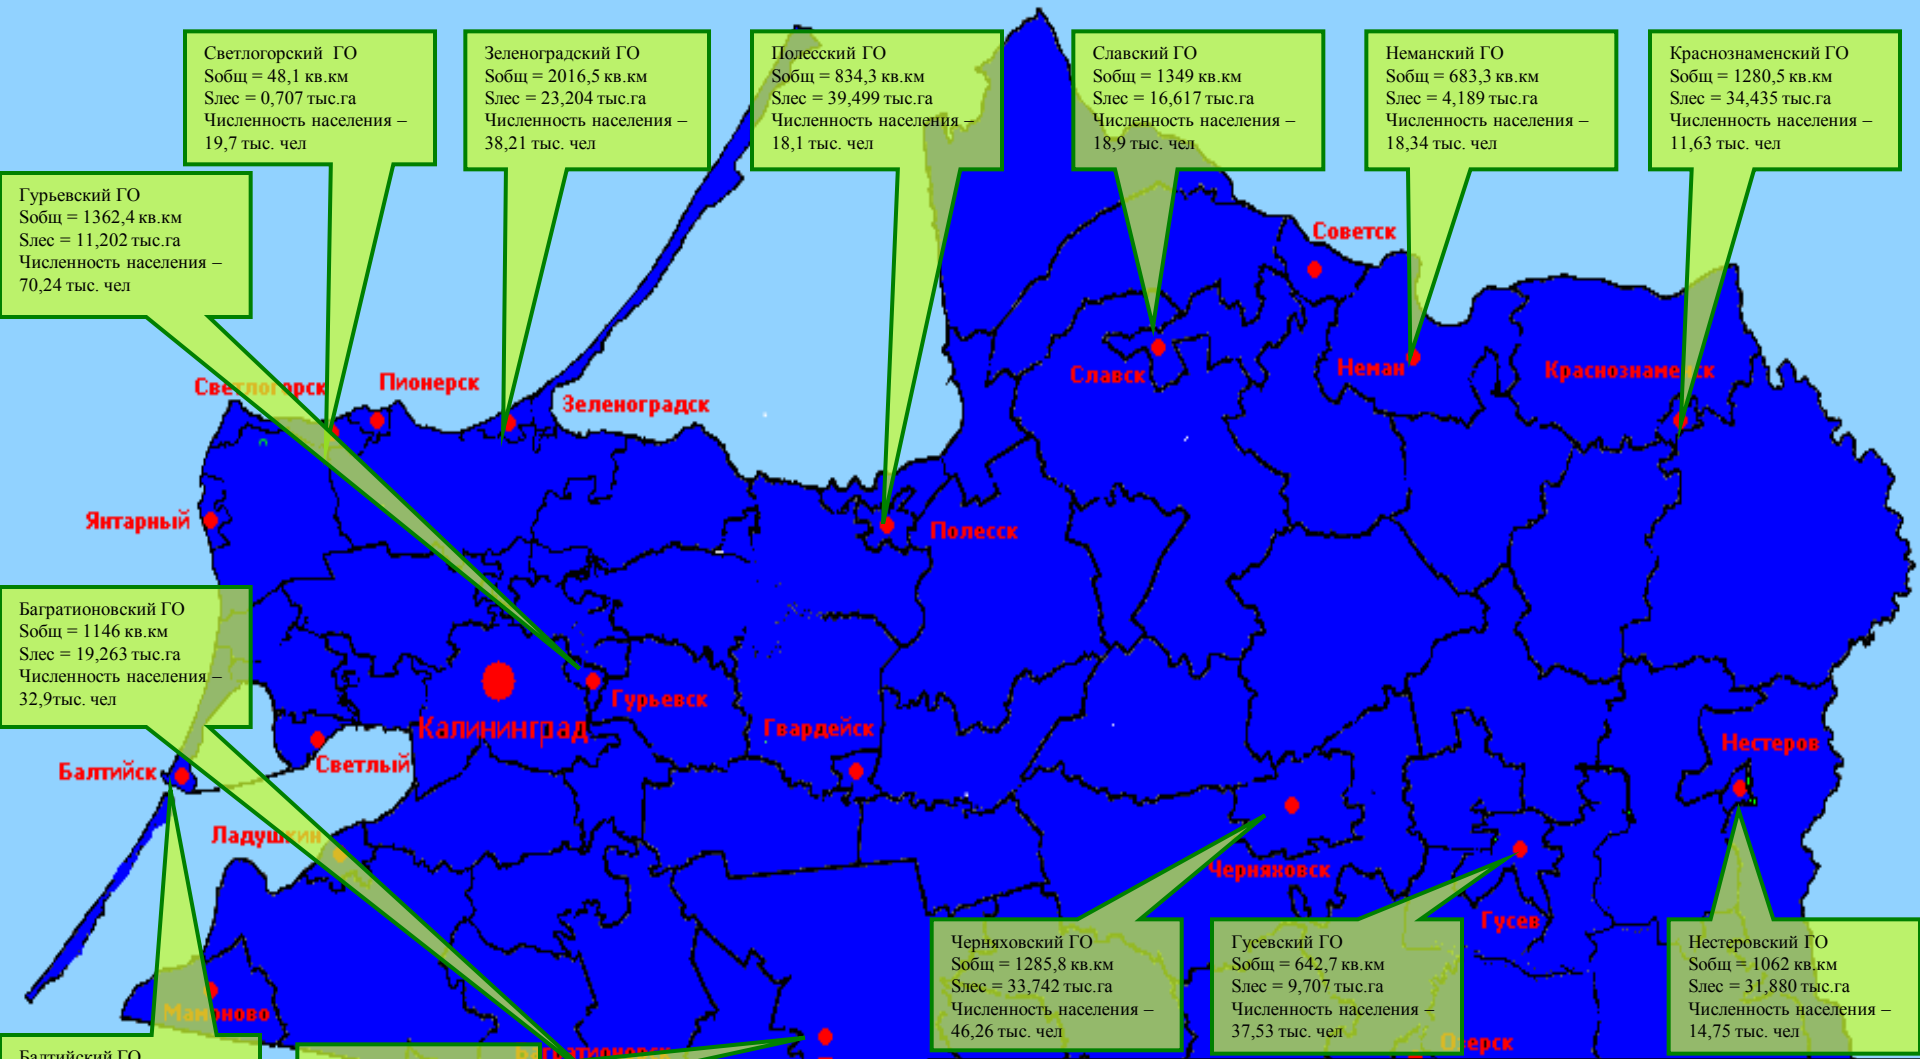 Светлогорский ГО
Sобщ = 48,1 кв.км
Sлес = 0,707 тыс.га
Численность населения –
19,7 тыс. чел
Зеленоградский ГО
Sобщ = 2016,5 кв.км
Sлес = 23,204 тыс.га
Численность населения –
38,21 тыс. чел
Полесский ГО
Sобщ = 834,3 кв.км
Sлес = 39,499 тыс.га
Численность населения –
18,1 тыс. чел
Славский ГО
Sобщ = 1349 кв.км
Sлес = 16,617 тыс.га
Численность населения –
18,9 тыс. чел
Неманский ГО
Sобщ = 683,3 кв.км
Sлес = 4,189 тыс.га
Численность населения –
18,34 тыс. чел
Краснознаменский ГО
Sобщ = 1280,5 кв.км
Sлес = 34,435 тыс.га
Численность населения –
11,63 тыс. чел
Гурьевский ГО
Sобщ = 1362,4 кв.км
Sлес = 11,202 тыс.га
Численность населения –
70,24 тыс. чел
Советск
Славск
Неман
Краснознаменск
Светлогорск
Пионерск
Зеленоградск
Янтарный
Полесск
Багратионовский ГО
Sобщ = 1146 кв.км
Sлес = 19,263 тыс.га
Численность населения –
32,9тыс. чел
Гурьевск
Калининград
Гвардейск
Нестеров
Балтийск
Светлый
Ладушкин
Черняховск
Гусев
Черняховский ГО
Sобщ = 1285,8 кв.км
Sлес = 33,742 тыс.га
Численность населения –
46,26 тыс. чел
Гусевский ГО
Sобщ = 642,7 кв.км
Sлес = 9,707 тыс.га
Численность населения –
37,53 тыс. чел
Нестеровский ГО
Sобщ = 1062 кв.км
Sлес = 31,880 тыс.га
Численность населения –
14,75 тыс. чел
Мамоново
Багратионовск
Озерск
Балтийский ГО